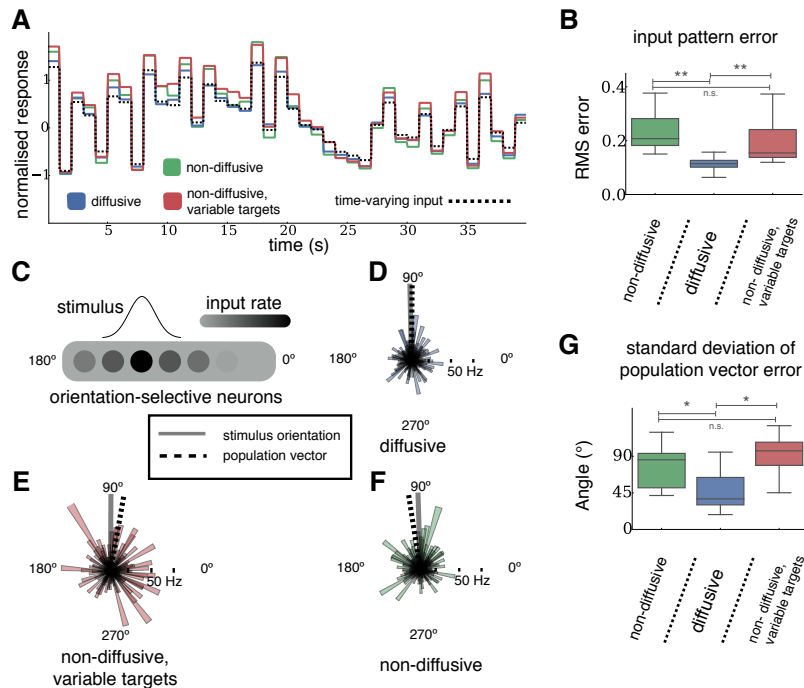 A
normalised response
1
0
−1
non-diffusive
diffusive
non-diffusive,
variable targets
time-varying input
5
10
15
20
25
30
35
time (s)
B
input pattern error
RMS error
0.4
0.2
0.0
**
**
n.s.
non-diffusive
diffusive
non- diffusive,
variable targets
C
stimulus
input rate
180º
0º
orientation-selective neurons
D
90º
180º
0º
50 Hz
270º
diffusive
stimulus orientation
population vector
E
90º
180º
0º
50 Hz
270º
non-diffusive,
variable targets
F
90º
180º
0º
50 Hz
270º
non-diffusive
G
standard deviation of
population vector error
Angle (º)
90
45
0
*
*
n.s.
non-diffusive
diffusive
non- diffusive,
variable targets